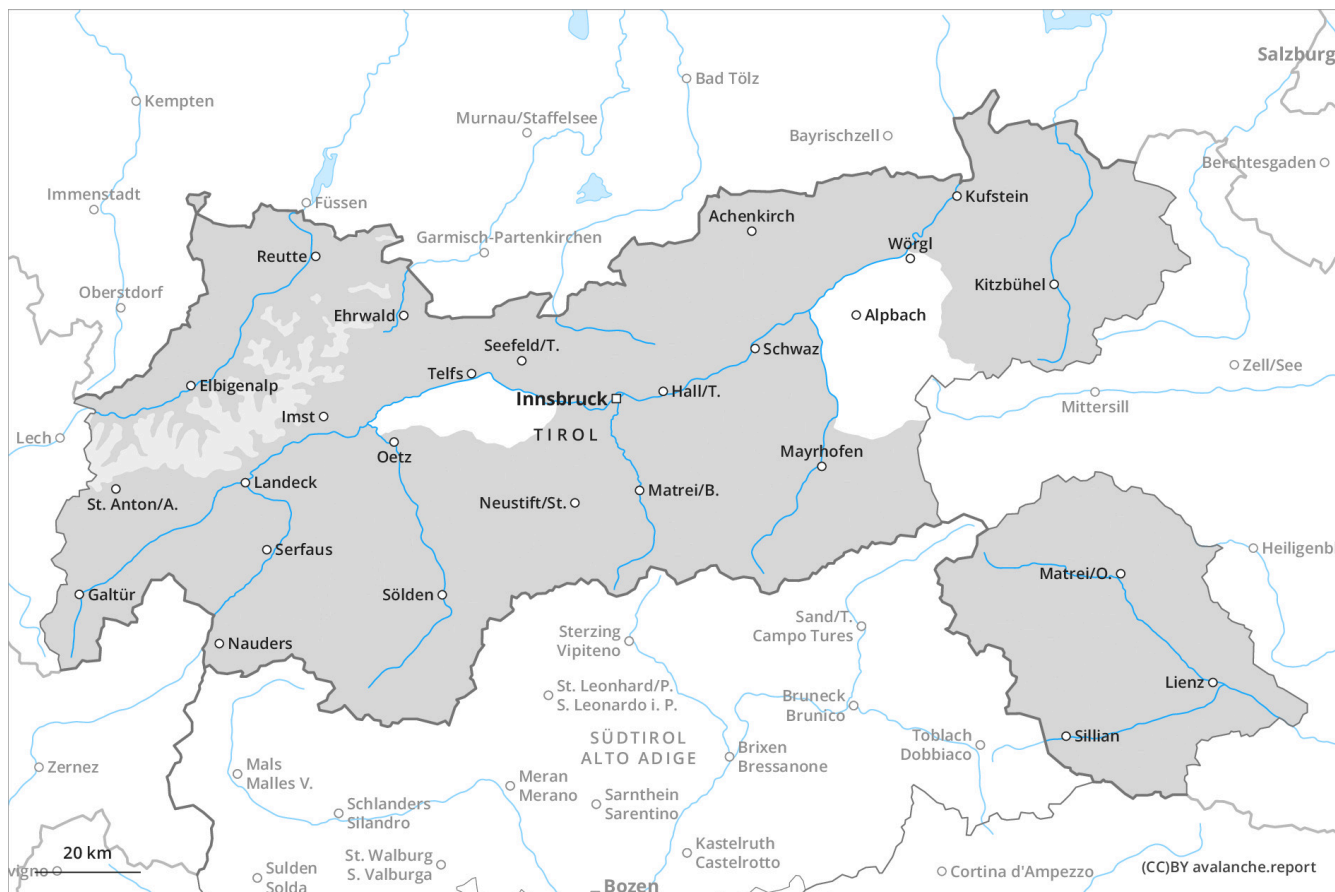 Salzburg
Kempten
Bad Tölz
Murnau/Staffelsee
Bayrischzell
Berchtesgaden
Immenstadt
Füssen
Kufstein
Achenkirch
Garmisch-Partenkirchen
Wörgl
Reutte
Oberstdorf
Kitzbühel
Ehrwald
Alpbach
Seefeld/T.
Schwaz
Zell/See
Telfs
Elbigenalp
Hall/T.
Innsbruck
Mittersill
Imst
Lech
TIROL
Oetz
Mayrhofen
Landeck
St. Anton/A.
Neustift/St.
Matrei/B.
Serfaus
Heiligenb
Matrei/O.
Galtür
Sölden
Sand/T.
Campo Tures
Sterzing
Vipiteno
Nauders
Lienz
St. Leonhard/P.
S. Leonardo i. P.
Bruneck
Brunico
SÜDTIROL
ALTO ADIGE
Toblach
Dobbiaco
Sillian
Brixen
Bressanone
Zernez
Mals
Malles V.
Meran
Merano
Schlanders
Silandro
Sarnthein
Sarentino
Kastelruth
Castelrotto
20 km
St. Walburg
S. Valburga
vigno
Sulden
Solda
Cortina d'Ampezzo
(CC)BY avalanche.report
Bozen